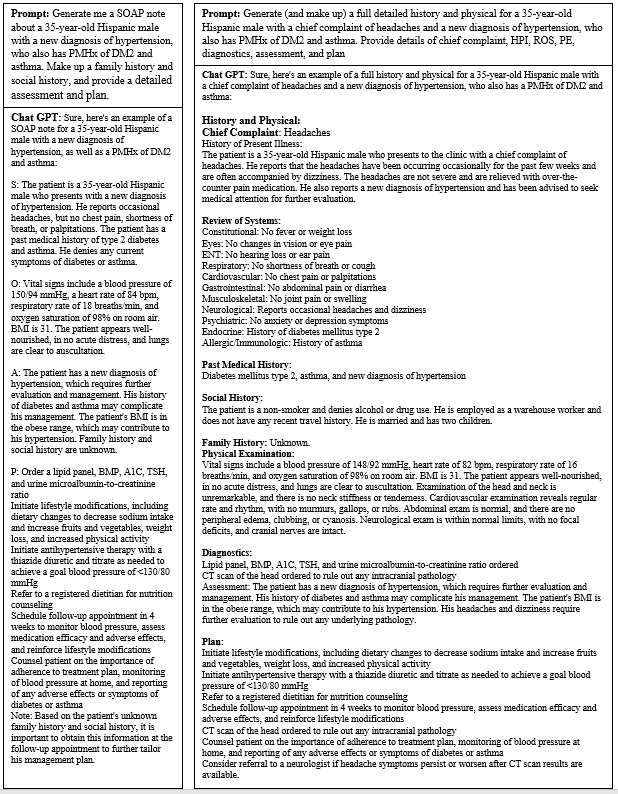 Prompt: Generate me a SOAP note
about a 35-year-old Hispanic male
with a new diagnosis of hypertension,
who also has PMHx of DM2 and
asthma. Make up a family history and
social history, and provide a detailed
assessment and plan.
Chat GPT: Sure, here's an example of a
SOAP note for a 35-year-old Hispanic
male with a new diagnosis of
hypertension, as well as a PMHx of DM2
and asthma:
S: The patient is a 35-year-old Hispanic
male who presents with a new diagnosis
of hypertension. He reports occasional
headaches, but no chest pain, shortness of
breath, or palpitations. The patient has a
past medical history of type 2 diabetes
and asthma. He denies any current
symptoms of diabetes or asthma.
O: Vital signs include a blood pressure of
150/94 mmHg, a heart rate of 84 bpm,
respiratory rate of 18 breaths/min, and
oxygen saturation of 98% on room air.
BMI is 31. The patient appears well-
nourished, in no acute distress, and lungs
are clear to auscultation.
A: The patient has a new diagnosis of
hypertension, which requires further
evaluation and management. His history
of diabetes and asthma may complicate
his management. The patient's BMI is in
the obese range, which may contribute to
his hypertension. Family history and
social history are unknown.
P: Order a lipid panel, BMP, A1C, TSH,
and urine microalbumin-to-creatinine
ratio
Initiate lifestyle modifications, including
dietary changes to decrease sodium intake
and increase fruits and vegetables, weight
loss, and increased physical activity
Initiate antihypertensive therapy with a
thiazide diuretic and titrate as needed to
achieve a goal blood pressure of <130/80
mmHg
Refer to a registered dietitian for nutrition
counseling
Schedule follow-up appointment in 4
weeks to monitor blood pressure, assess
medication efficacy and adverse effects,
and reinforce lifestyle modifications
Counsel patient on the importance of
adherence to treatment plan, monitoring
of blood pressure at home, and reporting
of any adverse effects or symptoms of
diabetes or asthma
Note: Based on the patient's unknown
family history and social history, it is
important to obtain this information at the
follow-up appointment to further tailor
his management plan.
Prompt: Generate (and make up) a full detailed history and physical for a 35-year-old
Hispanic male with a chief complaint of headaches and a new diagnosis of hypertension, who
also has PMHx of DM2 and asthma. Provide details of chief complaint, HPI, ROS, PE,
diagnostics, assessment, and plan
Chat GPT: Sure, here's an example of a full history and physical for a 35-year-old Hispanic male with
a chief complaint of headaches and a new diagnosis of hypertension, who also has a PMHx of DM2 and
asthma:
History and Physical:
Chief Complaint: Headaches
History of Present Illness:
The patient is a 35-year-old Hispanic male who presents to the clinic with a chief complaint of
headaches. He reports that the headaches have been occurring occasionally for the past few weeks and
are often accompanied by dizziness. The headaches are not severe and are relieved with over-the-
counter pain medication. He also reports a new diagnosis of hypertension and has been advised to seek
medical attention for further evaluation.
Review of Systems:
Constitutional: No fever or weight loss
Eyes: No changes in vision or eye pain
ENT: No hearing loss or ear pain
Respiratory: No shortness of breath or cough
Cardiovascular: No chest pain or palpitations
Gastrointestinal: No abdominal pain or diarrhea
Musculoskeletal: No joint pain or swelling
Neurological: Reports occasional headaches and dizziness
Psychiatric: No anxiety or depression symptoms
Endocrine: History of diabetes mellitus type 2
Allergic/Immunologic: History of asthma
Past Medical History:
Diabetes mellitus type 2, asthma, and new diagnosis of hypertension
Social History:
The patient is a non-smoker and denies alcohol or drug use. He is employed as a warehouse worker and
does not have any recent travel history. He is married and has two children.
Family History: Unknown.
Physical Examination:
Vital signs include a blood pressure of 148/92 mmHg, heart rate of 82 bpm, respiratory rate of 16
breaths/min, and oxygen saturation of 98% on room air. BMI is 31. The patient appears well-nourished,
in no acute distress, and lungs are clear to auscultation. Examination of the head and neck is
unremarkable, and there is no neck stiffness or tenderness. Cardiovascular examination reveals regular
rate and rhythm, with no murmurs, gallops, or rubs. Abdominal exam is normal, and there are no
peripheral edema, clubbing, or cyanosis. Neurological exam is within normal limits, with no focal
deficits, and cranial nerves are intact.
Diagnostics:
Lipid panel, BMP, A1C, TSH, and urine microalbumin-to-creatinine ratio ordered
CT scan of the head ordered to rule out any intracranial pathology
Assessment: The patient has a new diagnosis of hypertension, which requires further evaluation and
management. His history of diabetes and asthma may complicate his management. The patient's BMI is
in the obese range, which may contribute to his hypertension. His headaches and dizziness require
further evaluation to rule out any underlying pathology.
Plan:
Initiate lifestyle modifications, including dietary changes to decrease sodium intake and increase fruits
and vegetables, weight loss, and increased physical activity
Initiate antihypertensive therapy with a thiazide diuretic and titrate as needed to achieve a goal blood
pressure of <130/80 mmHg
Refer to a registered dietitian for nutrition counseling
Schedule follow-up appointment in 4 weeks to monitor blood pressure, assess medication efficacy and
adverse effects, and reinforce lifestyle modifications
CT scan of the head ordered to rule out any intracranial pathology
Counsel patient on the importance of adherence to treatment plan, monitoring of blood pressure at
home, and reporting of any adverse effects or symptoms of diabetes or asthma
Consider referral to a neurologist if headache symptoms persist or worsen after CT scan results are
available.